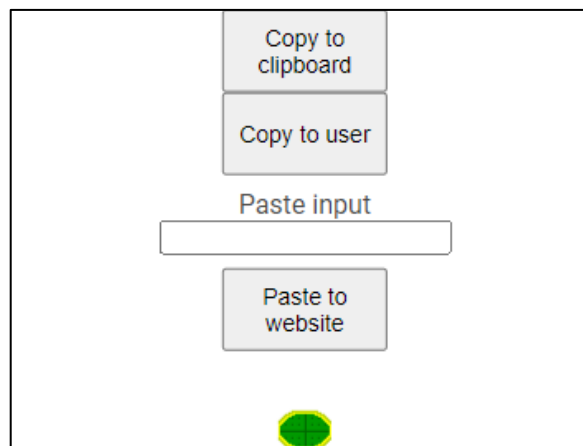 Copy to
clipboard
Copy to user
Paste input
Paste to
website